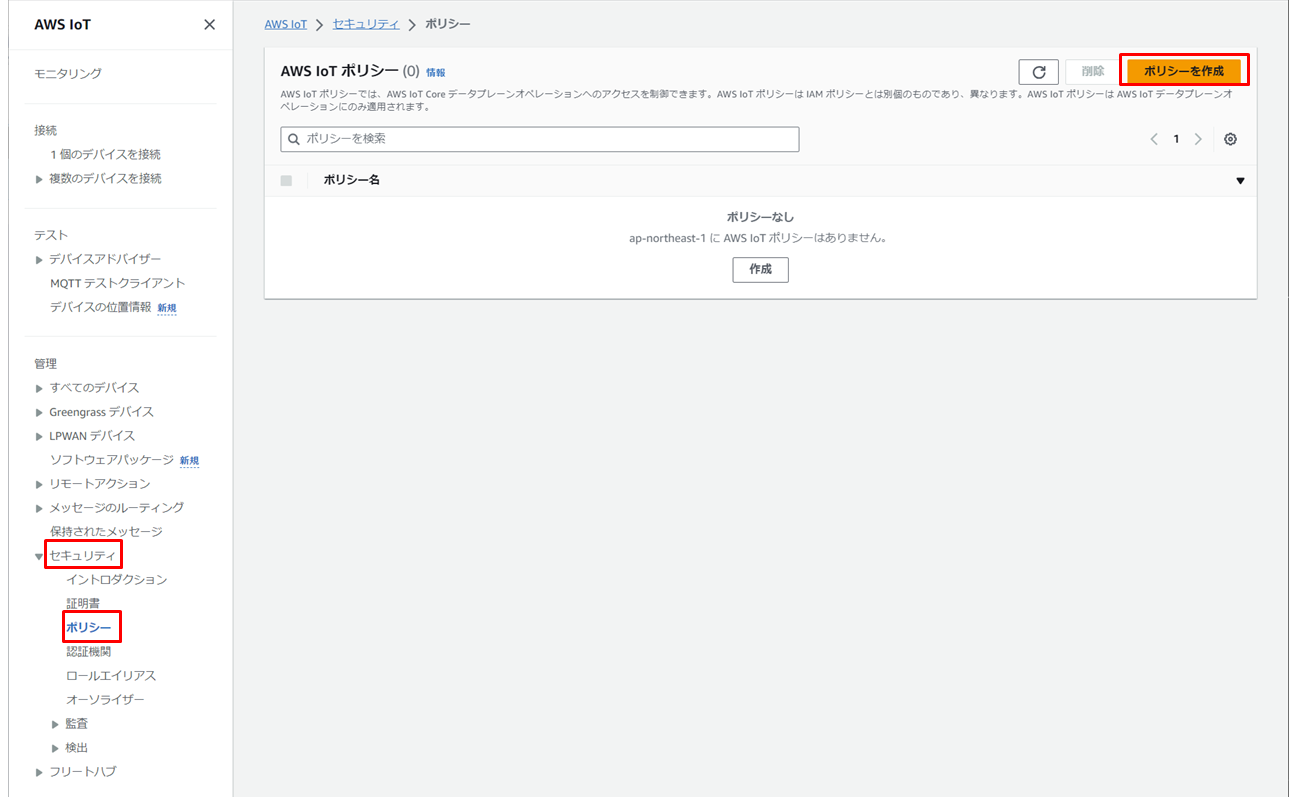 AWS IoT
モニタリング
接続
1 個のデバイスを接続
複数のデバイスを接続
テスト
デバイスアドバイザー
MQTT テストクライアント
デバイスの位置情報 新規
管理
すべてのデバイス
Greengrass デバイス
LPWAN デバイス
ソフトウェアパッケージ 新規
リモートアクション
メッセージのルーティング
保持されたメッセージ
セキュリティ
イントロダクション
証明書
ポリシー
認証機関
ロールエイリアス
オーソライザー
監査
検出
フリートハブ
AWS IoT > セキュリティ > ポリシー
AWS IoT ポリシー (0) 情報
削除
ポリシーを作成
AWS IoT ポリシーでは、AWS IoT Core データプレーンオペレーションへのアクセスを制御できます。AWS IoT ポリシーは IAM ポリシーとは別個のものであり、異なります。AWS IoT ポリシーは AWS IoT データプレーンオ
ペレーションにのみ適用されます。
ポリシーを検索
1
ポリシー名
ポリシーなし
ap-northeast-1 に AWS IoT ポリシーはありません。
作成